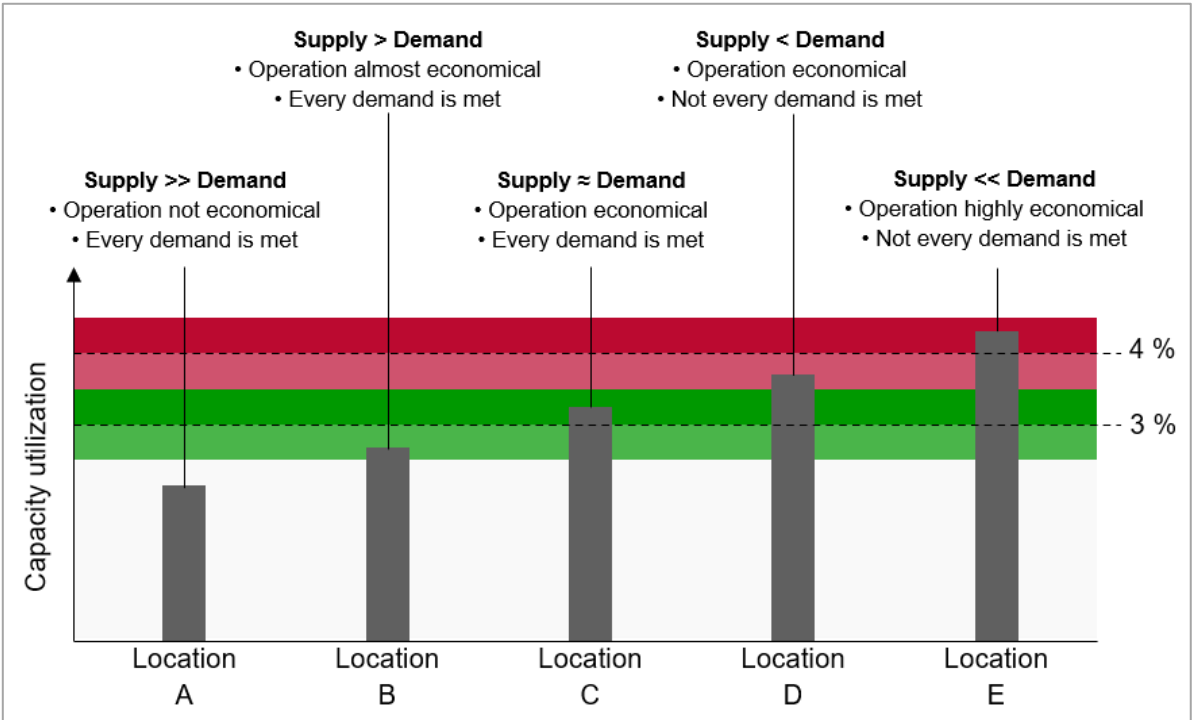 Supply > Demand
• Operation almost economical
• Every demand is met
Supply < Demand
• Operation economical
• Not every demand is met
Supply >> Demand
• Operation not economical
• Every demand is met
Supply ≈ Demand
• Operation economical
• Every demand is met
Supply << Demand
• Operation highly economical
• Not every demand is met
Capacity utilization
4 %
3 %
Location
A
Location
B
Location
C
Location
D
Location
E